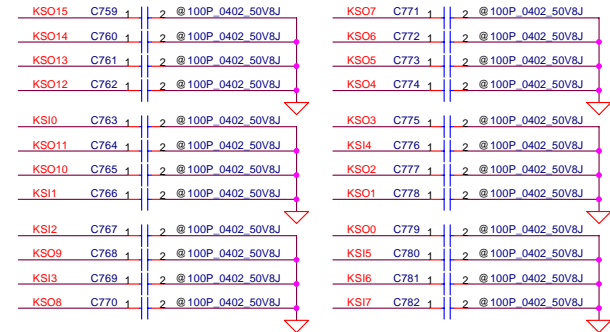 KSO15 C759 1 2 @100P_0402_50V8J
KSO14 C760 1 2 @100P_0402_50V8J
KSO13 C761 1 2 @100P_0402_50V8J
KSO12 C762 1 2 @100P_0402_50V8J
KSI0 C763 1 2 @100P_0402_50V8J
KSO11 C764 1 2 @100P_0402_50V8J
KSO10 C765 1 2 @100P_0402_50V8J
KSI1 C766 1 2 @100P_0402_50V8J
KSI2 C767 1 2 @100P_0402_50V8J
KSO9 C768 1 2 @100P_0402_50V8J
KSI3 C769 1 2 @100P_0402_50V8J
KSO8 C770 1 2 @100P_0402_50V8J
KSO7 C771 1 2 @100P_0402_50V8J
KSO6 C772 1 2 @100P_0402_50V8J
KSO5 C773 1 2 @100P_0402_50V8J
KSO4 C774 1 2 @100P_0402_50V8J
KSO3 C775 1 2 @100P_0402_50V8J
KSI4 C776 1 2 @100P_0402_50V8J
KSO2 C777 1 2 @100P_0402_50V8J
KSO1 C778 1 2 @100P_0402_50V8J
KSO0 C779 1 2 @100P_0402_50V8J
KSI5 C780 1 2 @100P_0402_50V8J
KSI6 C781 1 2 @100P_0402_50V8J
KSI7 C782 1 2 @100P_0402_50V8J